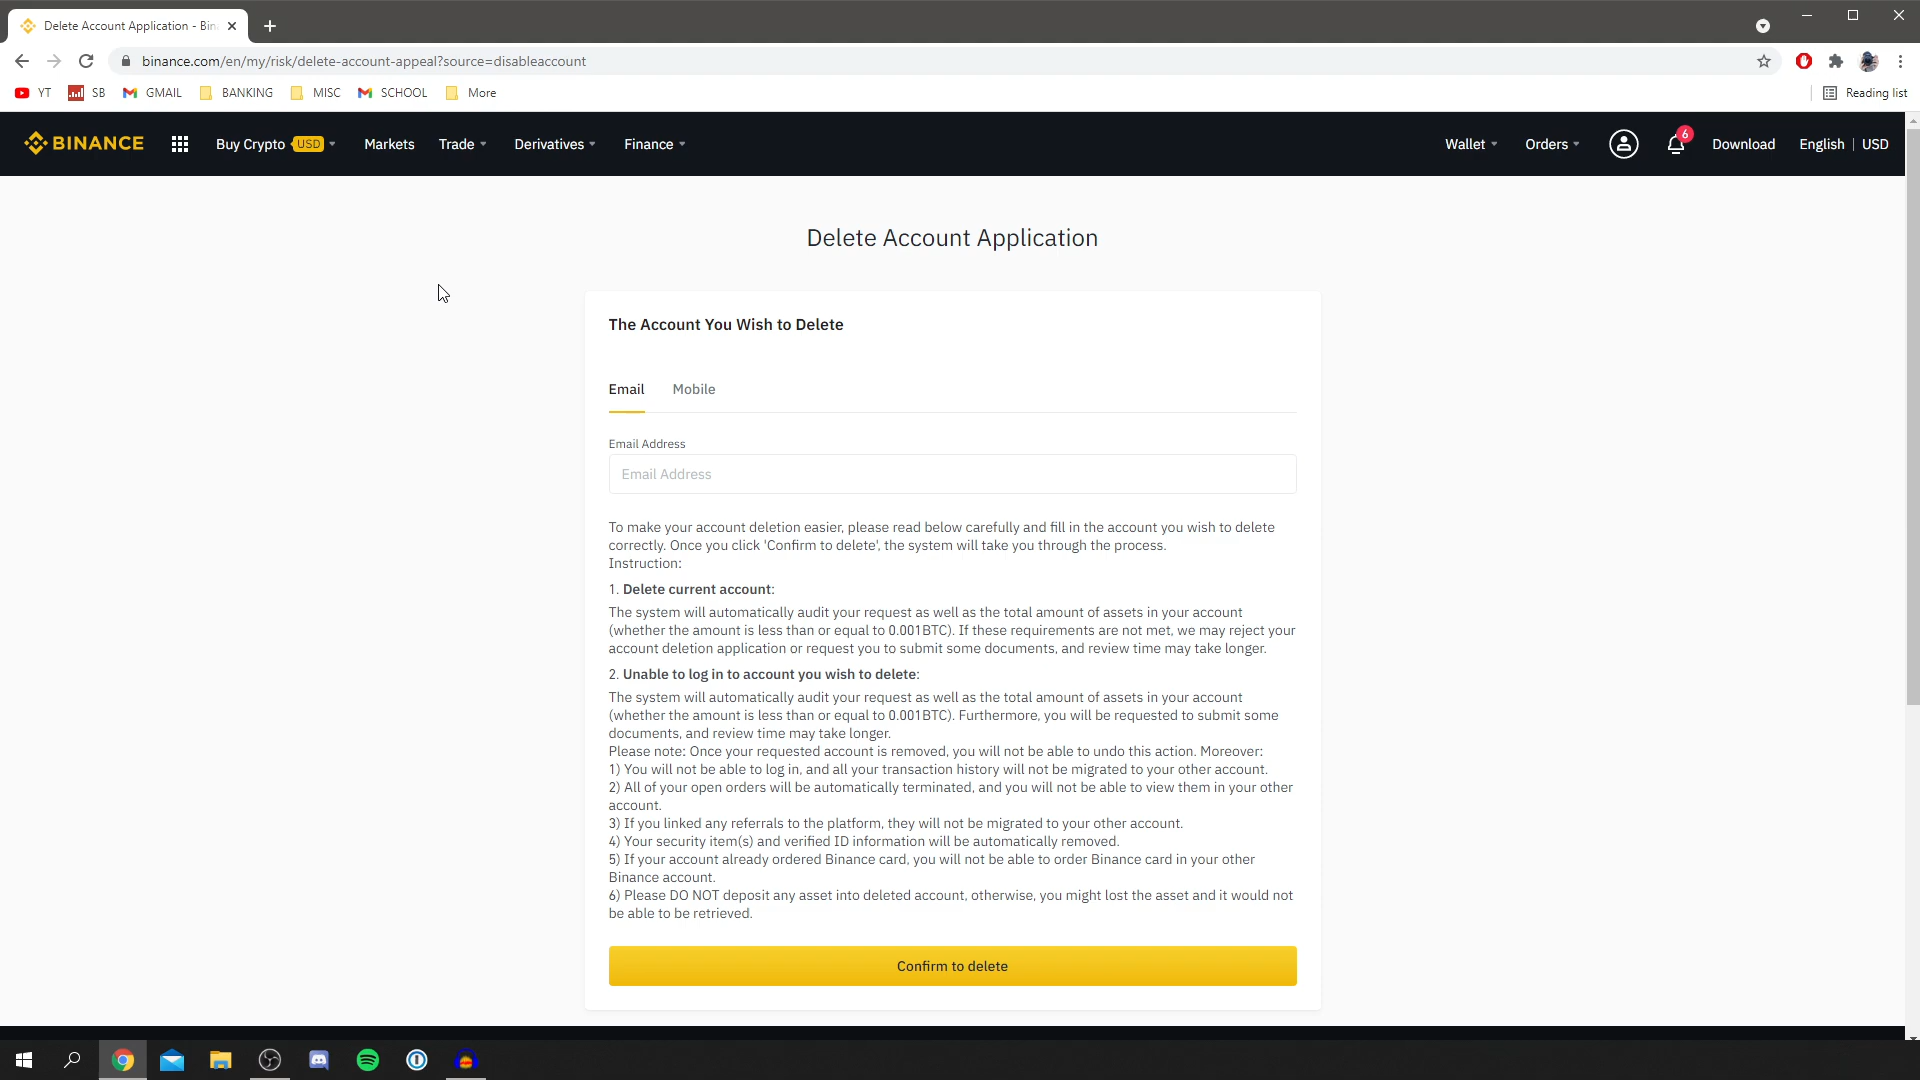 Delete Account Application - Bin
binance.com/en/my/risk/delete-account-appeal?source=disableaccount
YT
SB
GMAIL
BANKING
MISC
SCHOOL
More
Reading list
BINANCE
Buy Crypto
USD
Markets
Trade
Derivatives
Finance
Wallet
Orders
6
Download
English | USD
Delete Account Application
The Account You Wish to Delete
Email
Mobile
Email Address
Email Address
To make your account deletion easier, please read below carefully and fill in the account you wish to delete
correctly. Once you click 'Confirm to delete', the system will take you through the process.
Instruction:
1. Delete current account:
The system will automatically audit your request as well as the total amount of assets in your account
(whether the amount is less than or equal to 0.001BTC). If these requirements are not met, we may reject your
account deletion application or request you to submit some documents, and review time may take longer.
2. Unable to log in to account you wish to delete:
The system will automatically audit your request as well as the total amount of assets in your account
(whether the amount is less than or equal to 0.001BTC). Furthermore, you will be requested to submit some
documents, and review time may take longer.
Please note: Once your requested account is removed, you will not be able to undo this action. Moreover:
1) You will not be able to log in, and all your transaction history will not be migrated to your other account.
2) All of your open orders will be automatically terminated, and you will not be able to view them in your other
account.
3) If you linked any referrals to the platform, they will not be migrated to your other account.
4) Your security item(s) and verified ID information will be automatically removed.
5) If your account already ordered Binance card, you will not be able to order Binance card in your other
Binance account.
6) Please DO NOT deposit any asset into deleted account, otherwise, you might lost the asset and it would not
be able to be retrieved.
Confirm to delete